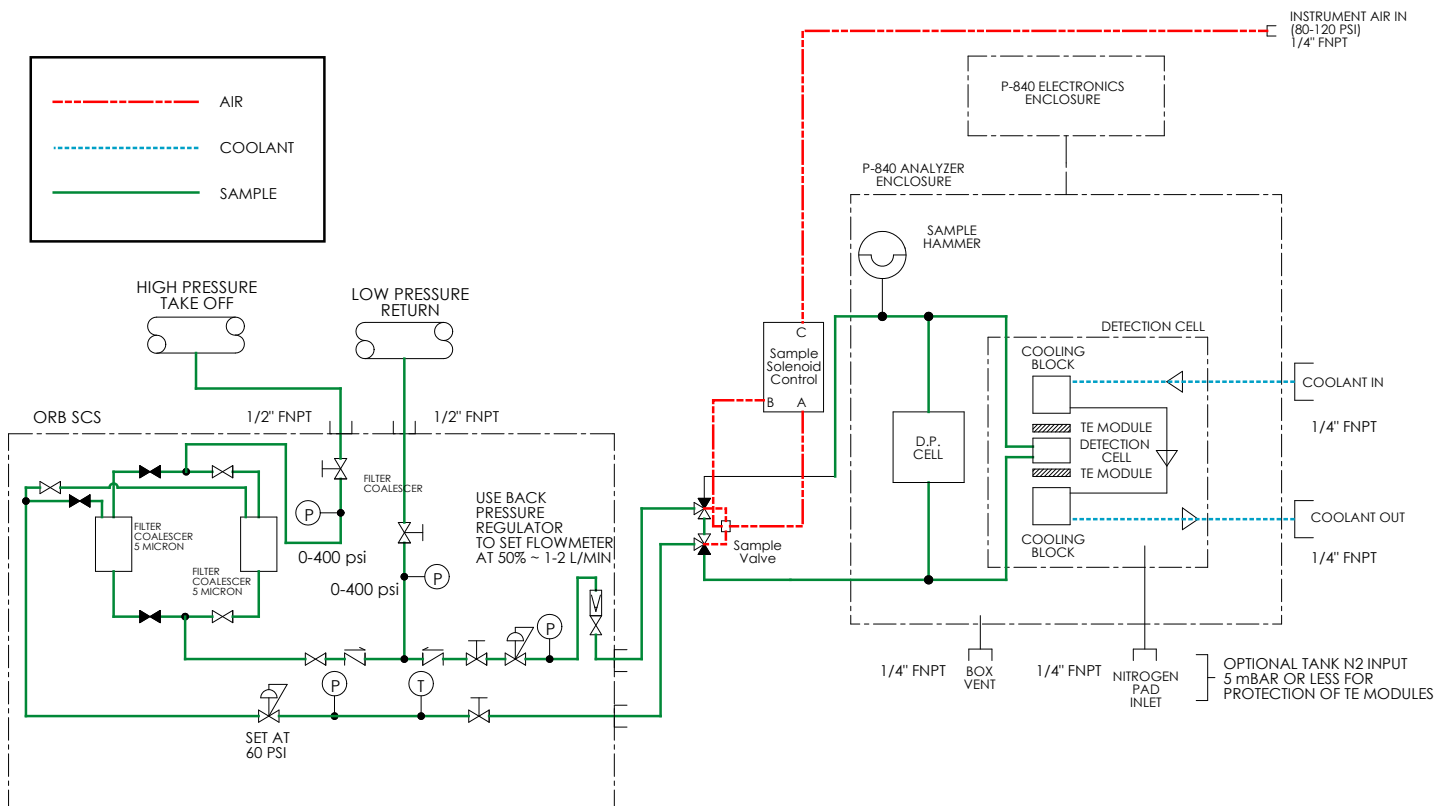 INSTRUMENT AIR IN
(80-120 PSI)
1/4" FNPT
P-840 ELECTRONICS
ENCLOSURE
AIR
COOLANT
SAMPLE
P-840 ANALYZER
ENCLOSURE
SAMPLE
HAMMER
HIGH PRESSURE
TAKE OFF
LOW PRESSURE
RETURN
C
Sample
Solenoid
Control
B
A
DETECTION CELL
COOLING
BLOCK
COOLANT IN
1/4" FNPT
TE MODULE
DETECTION
CELL
TE MODULE
COOLANT OUT
COOLING
BLOCK
1/4" FNPT
D.P.
CELL
ORB SCS
1/2" FNPT
1/2" FNPT
FILTER
COALESCER
P
0-400 psi
FILTER
COALESCER
5 MICRON
FILTER
COALESCER
5 MICRON
USE BACK
PRESSURE
REGULATOR
TO SET FLOWMETER
AT 50% ~ 1-2 L/MIN
P
0-400 psi
Sample
Valve
P
P
T
SET AT
60 PSI
1/4" FNPT
BOX
VENT
1/4" FNPT
NITROGEN
PAD
INLET
OPTIONAL TANK N2 INPUT
5 mBAR OR LESS FOR
PROTECTION OF TE MODULES